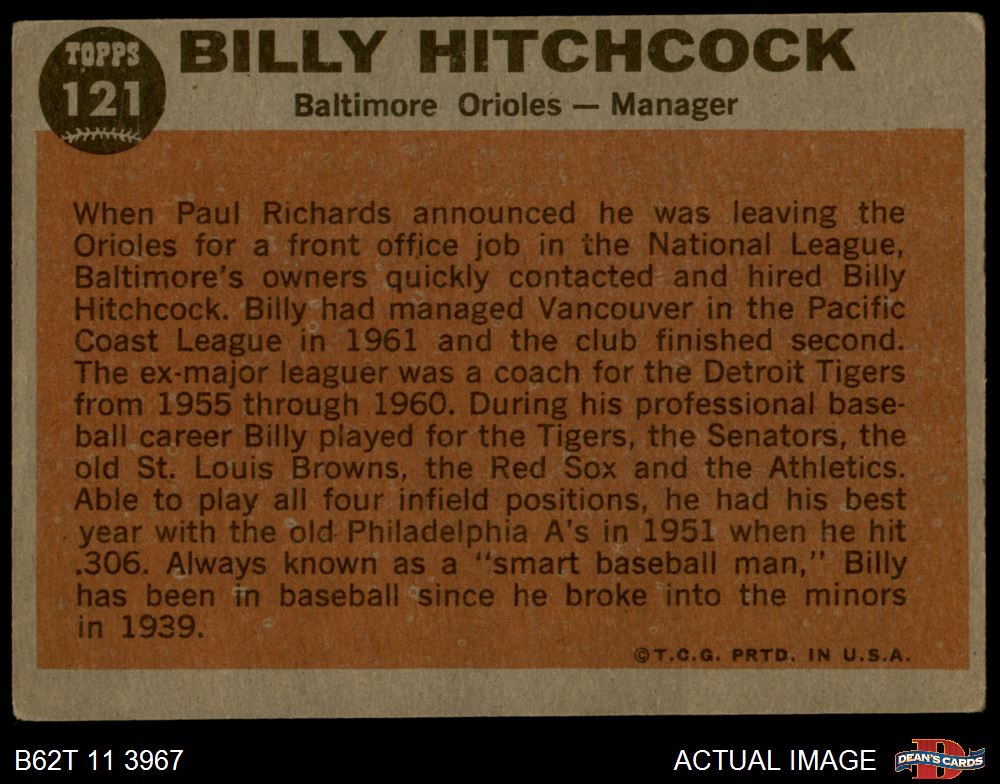 TOPPS
121
BILLY HITCHCOCK
Baltimore Orioles — Manager
When Paul Richards announced he was leaving the
Orioles for a front office job in the National League,
Baltimore's owners quickly contacted and hired Billy
Hitchcock. Billy had managed Vancouver in the Pacific
Coast League in 1961 and the club finished second.
The ex-major leaguer was a coach for the Detroit Tigers
from 1955 through 1960. During his professional base-
ball career Billy played for the Tigers, the Senators, the
old St. Louis Browns, the Red Sox and the Athletics.
Able to play all four infield positions, he had his best
year with the old Philadelphia A's in 1951 when he hit
.306. Always known as a "smart baseball man," Billy
has been in baseball since he broke into the minors
in 1939.
©T.C.G. PRTD. IN U.S.A.
B62T 11 3967
ACTUAL IMAGE
D
DEAN'S CARDS